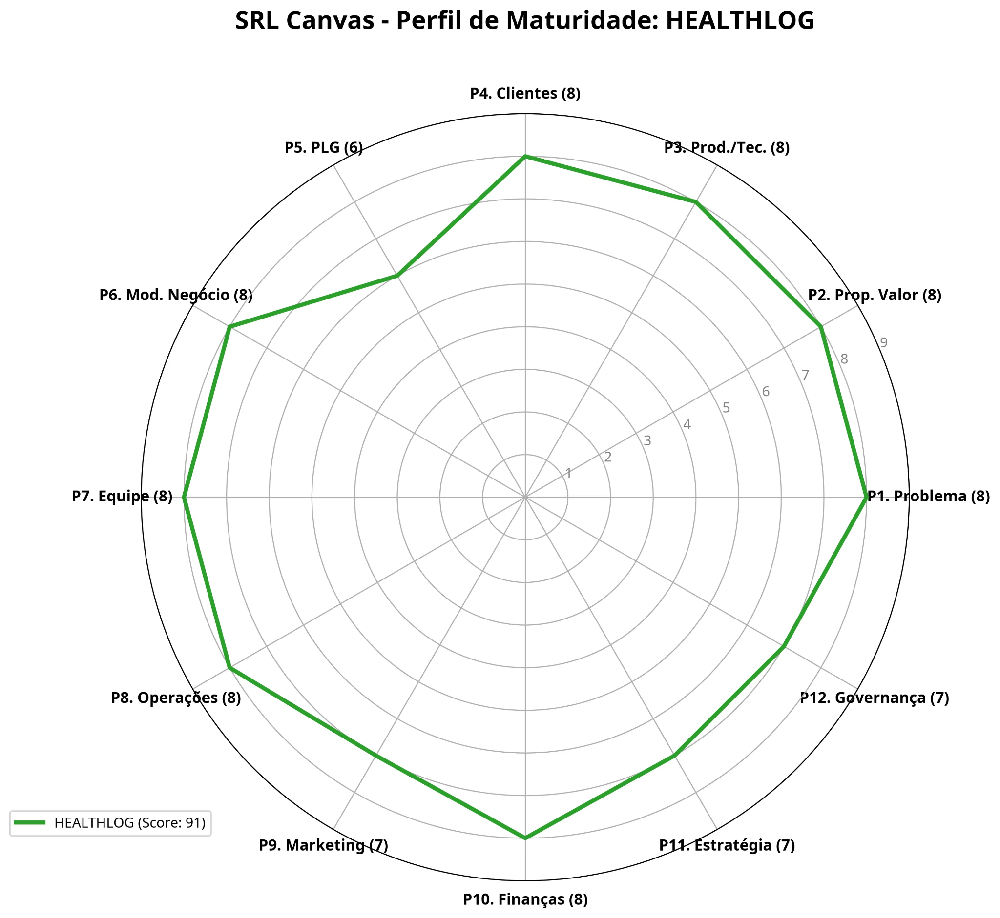 SRL Canvas - Perfil de Maturidade: HEALTHLOG
P4. Clientes (8)
P5. PLG (6)
P3. Prod./Tec. (8)
P6. Mod. Negócio (8)
P2. Prop. Valor (8)
9
8
7
6
5
4
3
2
1
P7. Equipe (8)
P1. Problema (8)
P8. Operações (8)
P12. Governança (7)
HEALTHLOG (Score: 91)
P9. Marketing (7)
P11. Estratégia (7)
P10. Finanças (8)